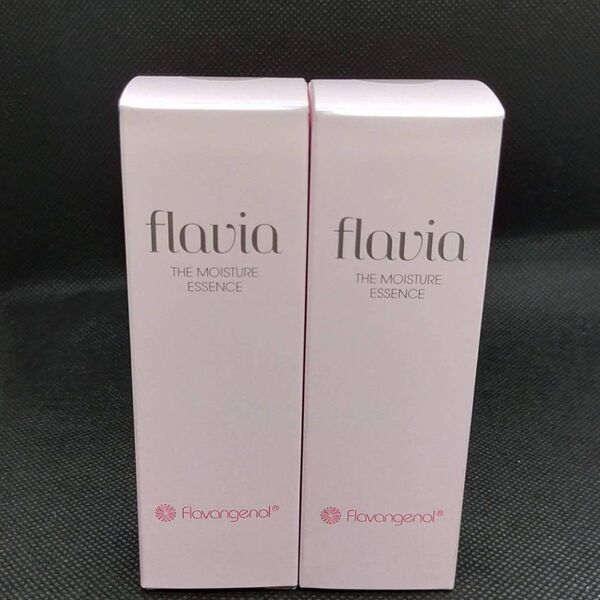 flavia
THE MOISTURE
ESSENCE
Flavangenol®
flavia
THE MOISTURE
ESSENCE
Flavangenol®